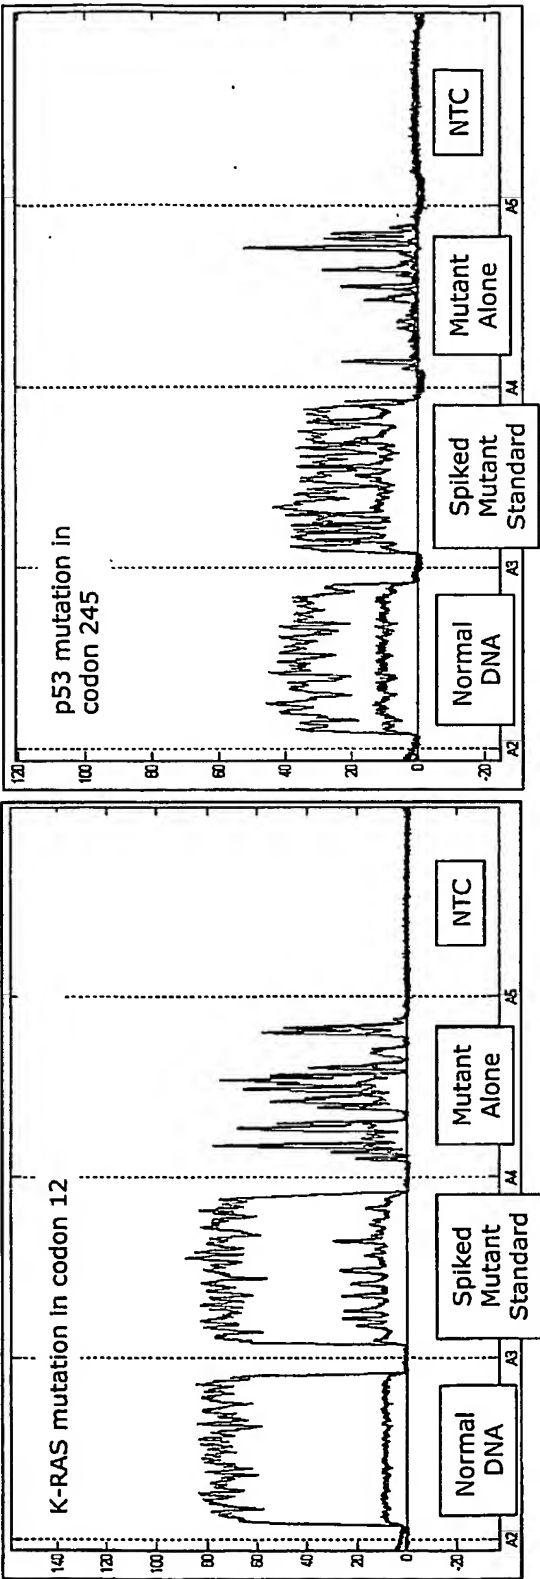 K-RAS mutation in codon 12
140
120
100
80
60
40
20
0
-20
A2
A3
A4
A5
Normal
DNA
Spiked
Mutant
Standard
Mutant
Alone
NTC
p53 mutation in
codon 245
120
100
80
60
40
20
0
-20
A2
A3
A4
A5
Normal
DNA
Spiked
Mutant
Standard
Mutant
Alone
NTC